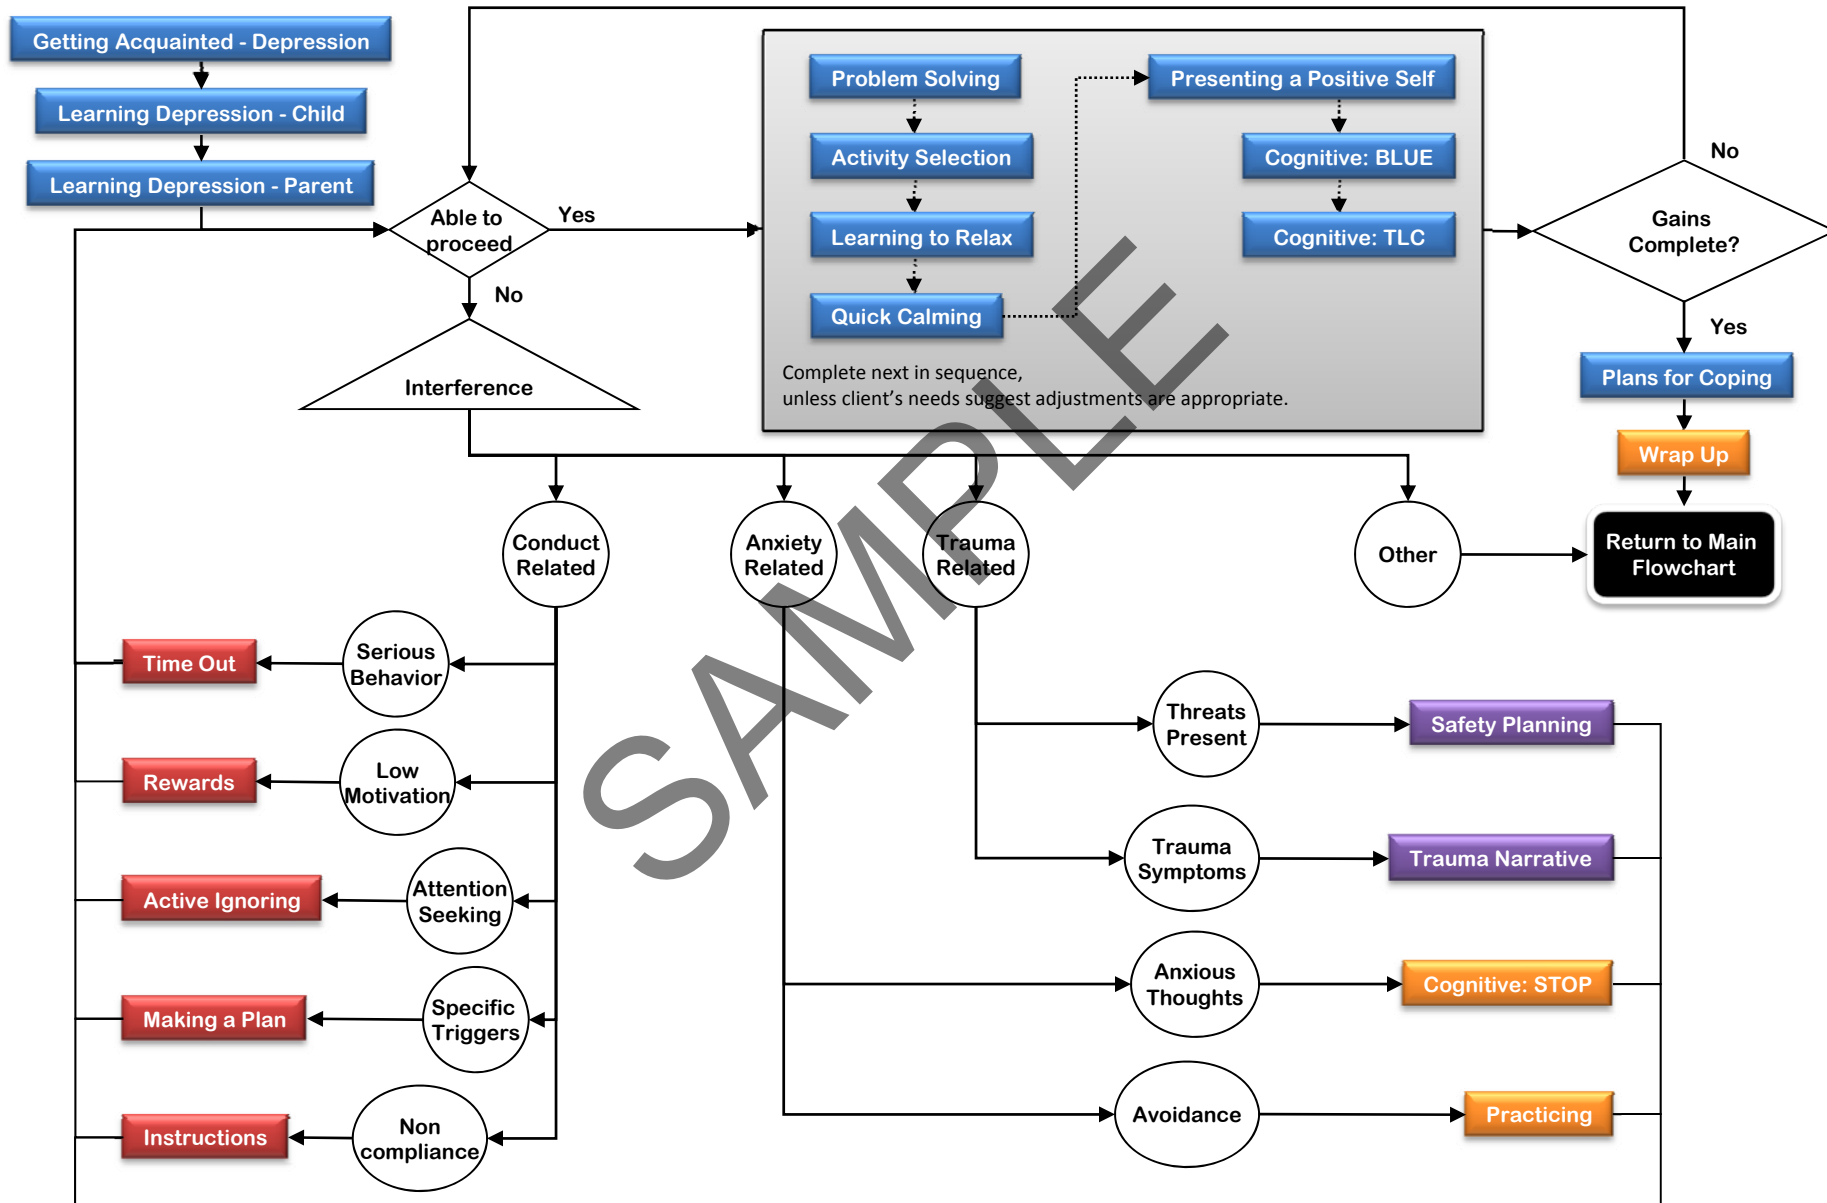 Getting Acquainted - Depression
Learning Depression - Child
Learning Depression - Parent
Able to
proceed
Yes
No
Interference
Problem Solving
Activity Selection
Learning to Relax
Quick Calming
Presenting a Positive Self
Cognitive: BLUE
Cognitive: TLC
Complete next in sequence,
unless client's needs suggest adjustments are appropriate.
No
Gains
Complete?
Yes
Plans for Coping
Wrap Up
Return to Main
Flowchart
Conduct
Related
Anxiety
Related
Trauma
Related
Other
Time Out
Serious
Behavior
Rewards
Low
Motivation
Active Ignoring
Attention
Seeking
Making a Plan
Specific
Triggers
Instructions
Non
compliance
Threats
Present
Safety Planning
Trauma
Symptoms
Trauma Narrative
Anxious
Thoughts
Cognitive: STOP
Avoidance
Practicing
SAMPLE